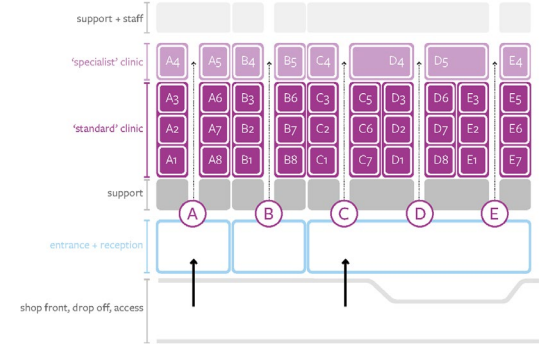 support + staff
'specialist' clinic
A4 A5 B4 B5 C4 D4 D5 E4
A3 A6 B3 B6 C3 C5 D3 D6 E3 E5
'standard' clinic
A2 A7 B2 B7 C2 C6 D2 D7 E2 E6
A1 A8 B1 B8 C1 C7 D1 D8 E1 E7
support
A B C D E
entrance + reception
shop front, drop off, access